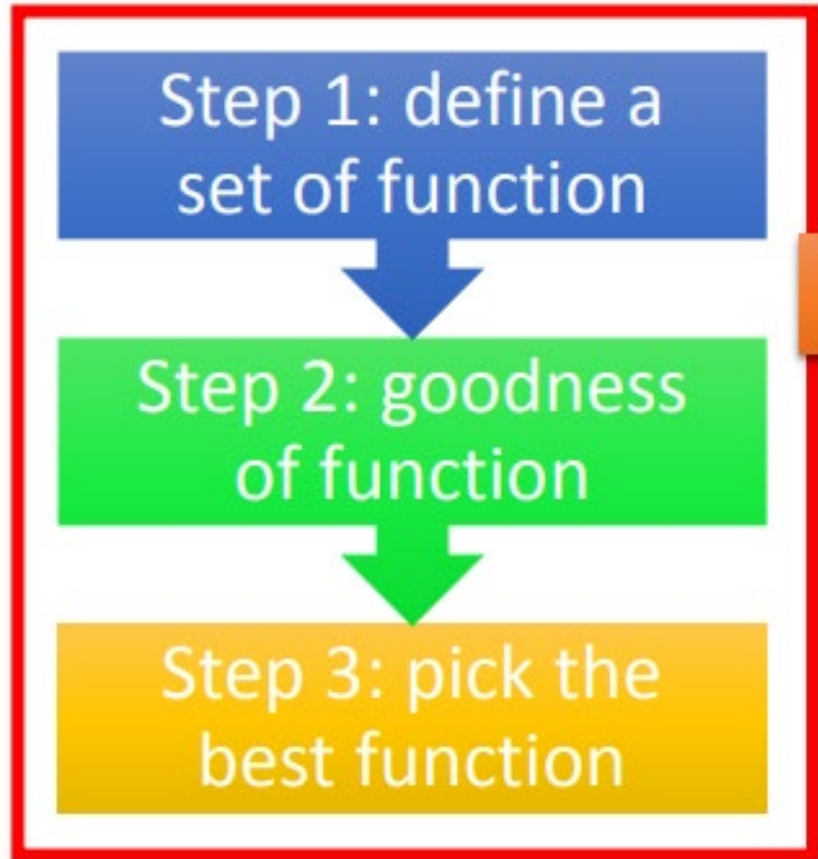 Step 1: define a
set of function
Step 2: goodness
of function
Step 3: pick the
best function